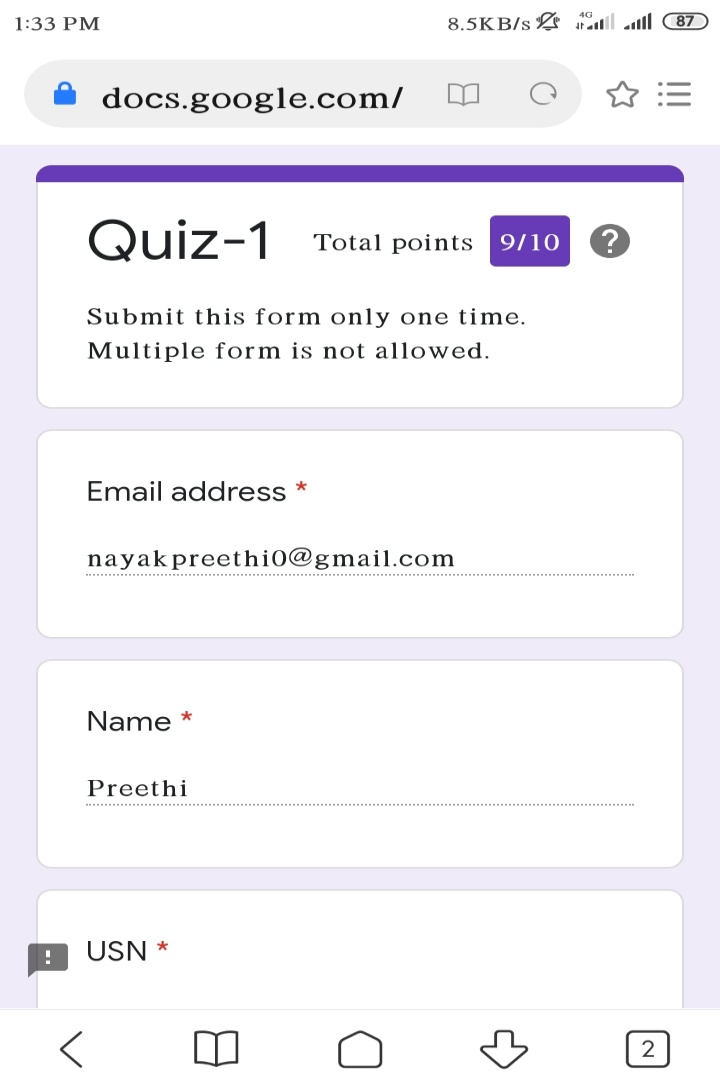 1:33 PM
8.5KB/s 4G 87
docs.google.com/
Quiz-1 Total points 9/10 ?
Submit this form only one time.
Multiple form is not allowed.
Email address *
nayakpreethi0@gmail.com
Name *
Preethi
! USN *
2